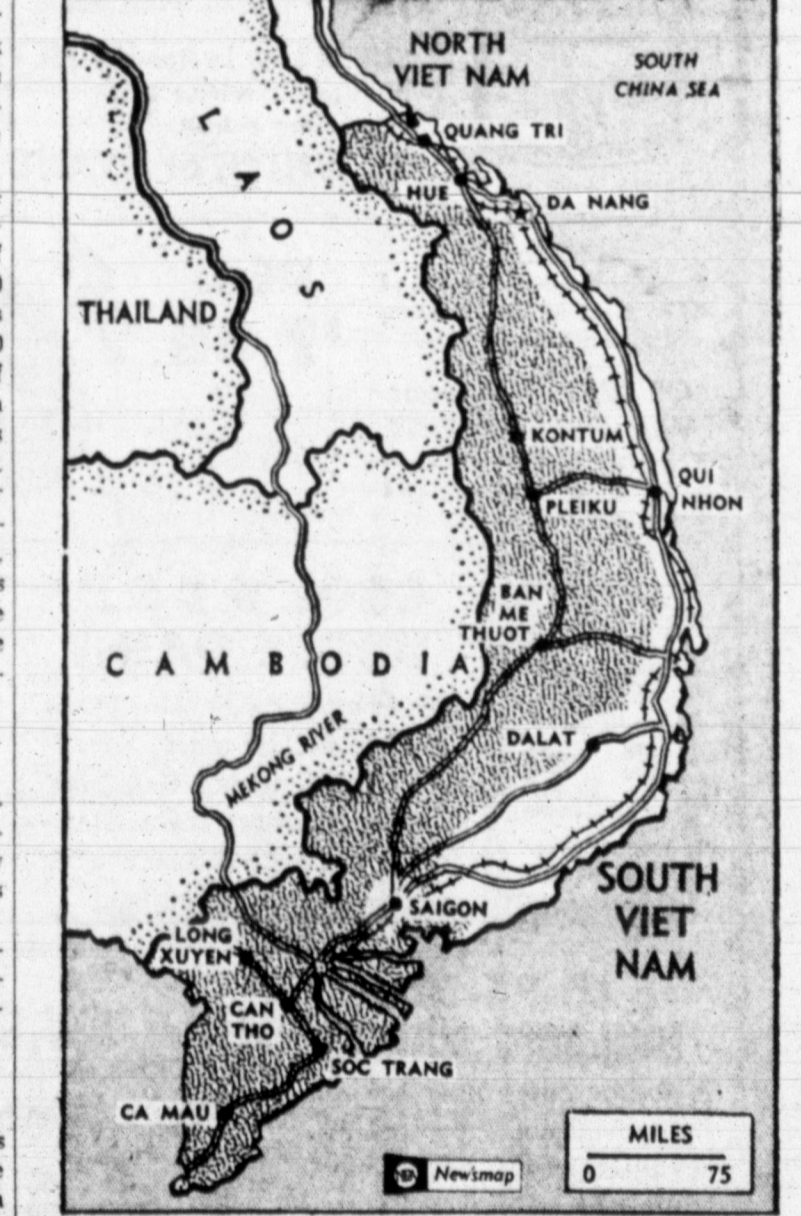 NORTH
VIET NAM
SOUTH
CHINA SEA
QUANG TRI
LAOS
HUE
DA NANG
THAILAND
KONTUM
QUI
NHON
PLEIKU
BAN
ME
THUOT
CAMBODIA
DALAT
MEKONG RIVER
SOUTH
VIET
NAM
SAIGON
LONG
XUYEN
CAN
THO
SOC TRANG
CA MAU
MILES
0 75
NEA Newsmap